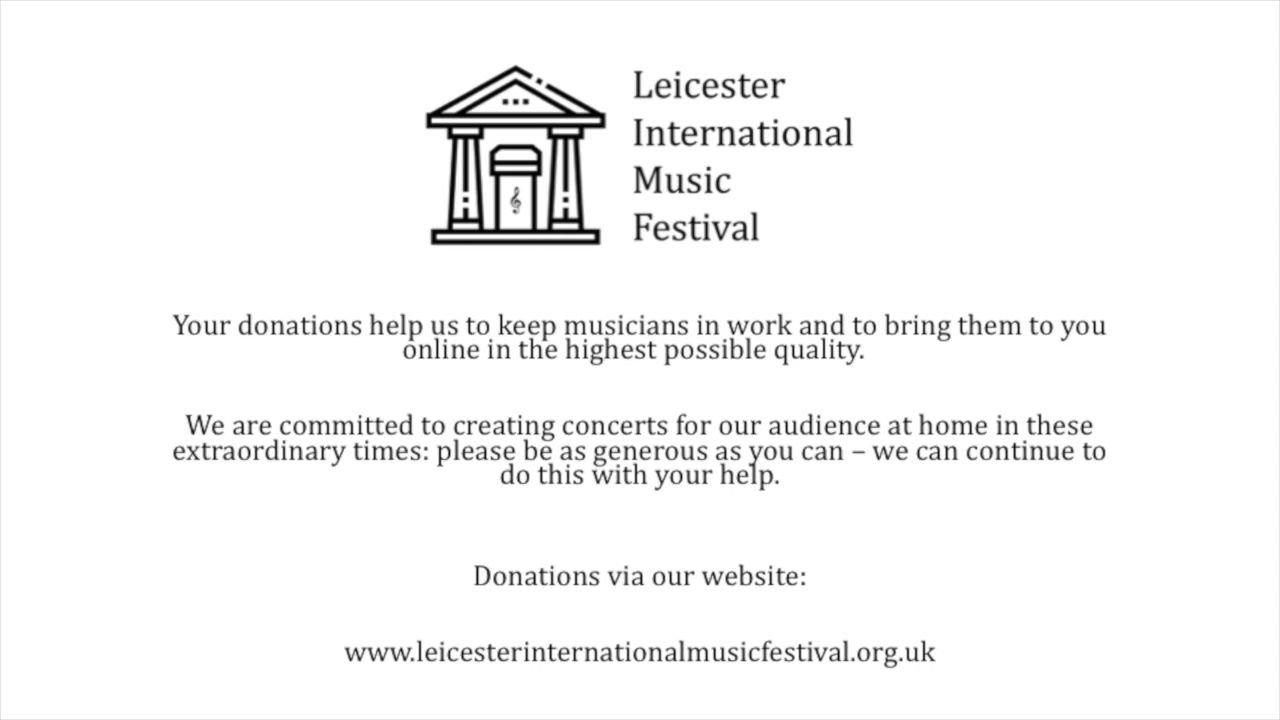 Leicester
International
Music
Festival
Your donations help us to keep musicians in work and to bring them to you
online in the highest possible quality.
We are committed to creating concerts for our audience at home in these
extraordinary times: please be as generous as you can – we can continue to
do this with your help.
Donations via our website:
www.leicesterinternationalmusicfestival.org.uk